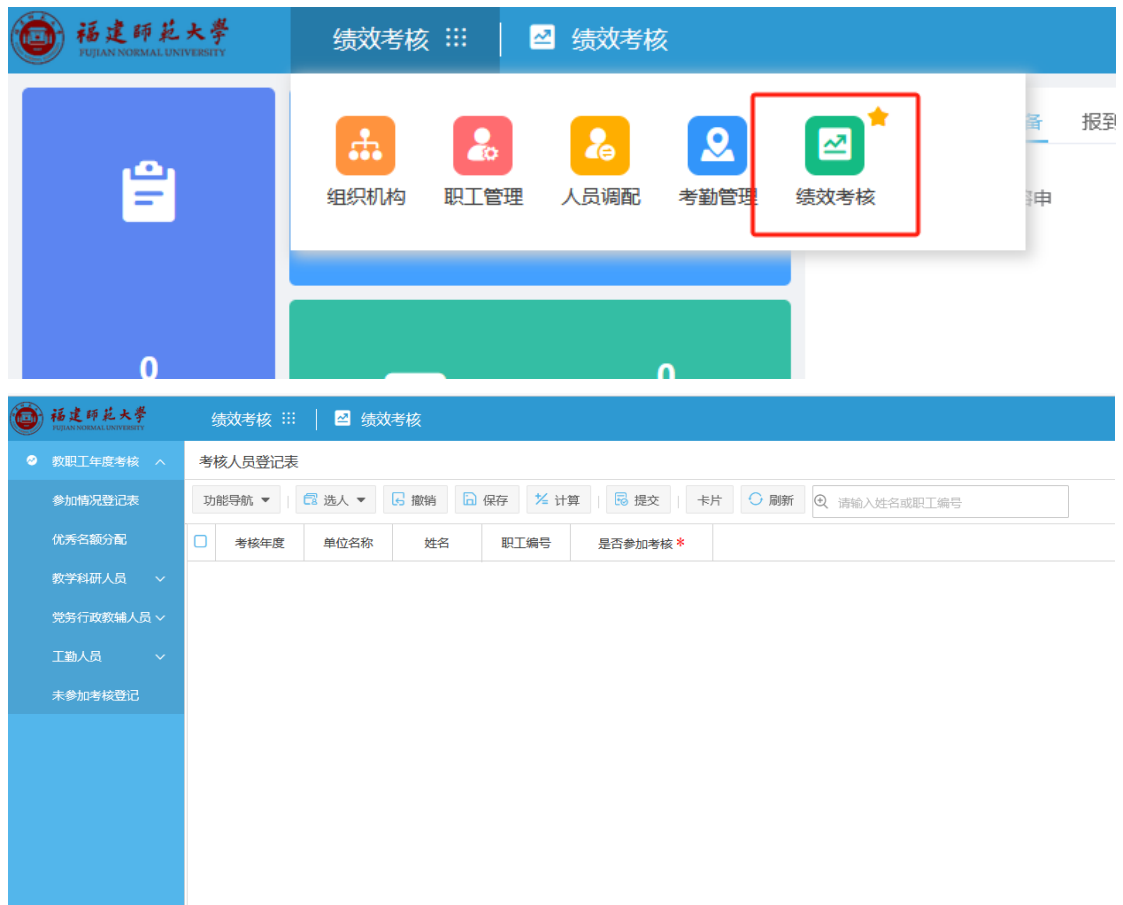 福建師范大學 绩效考核 绩效考核
FUJIAN NORMAL UNIVERSITY
备 报到
组织机构 职工管理 人员调配 考勤管理 绩效考核
申
0 0
福建師范大學 绩效考核 绩效考核
FUJIAN NORMAL UNIVERSITY
教职工年度考核 考核人员登记表
参加情况登记表 功能导航 选人 撤销 保存 计算 提交 卡片 刷新 请输入姓名或职工编号
优秀名额分配 考核年度 单位名称 姓名 职工编号 是否参加考核 *
教学科研人员
党务行政教辅人员
工勤人员
未参加考核登记